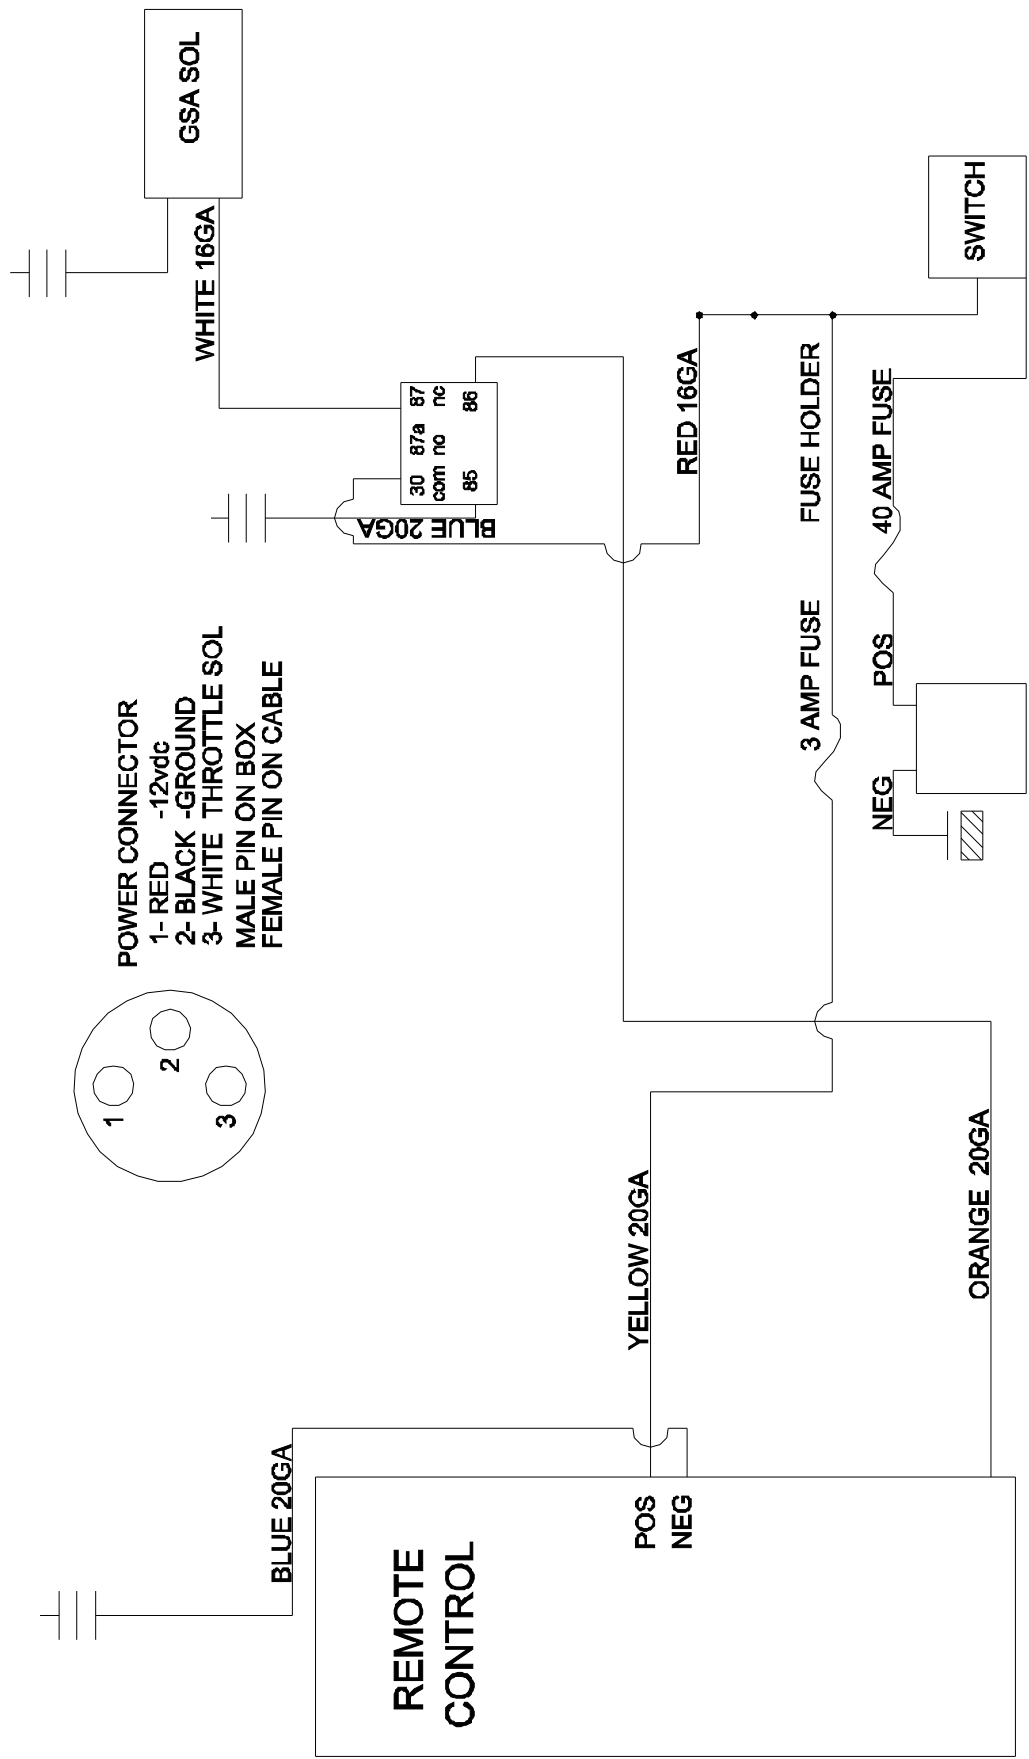 REMOTE
CONTROL
POS
NEG
BLUE 20GA
YELLOW 20GA
ORANGE 20GA
1
2
3
POWER CONNECTOR
1- RED -12vdc
2- BLACK -GROUND
3- WHITE THROTTLE SOL
MALE PIN ON BOX
FEMALE PIN ON CABLE
NEG
POS
3 AMP FUSE
FUSE HOLDER
40 AMP FUSE
BLUE 20GA
30 87a 87
com no nc
85 86
RED 16GA
WHITE 16GA
GSA SOL
SWITCH